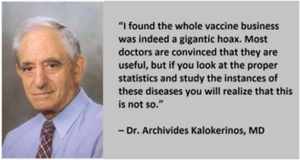 “I found the whole vaccine business
was indeed a gigantic hoax. Most
doctors are convinced that they are
useful, but if you look at the proper
statistics and study the instances of
these diseases you will realize that this
is not so.”
– Dr. Archivides Kalokerinos, MD